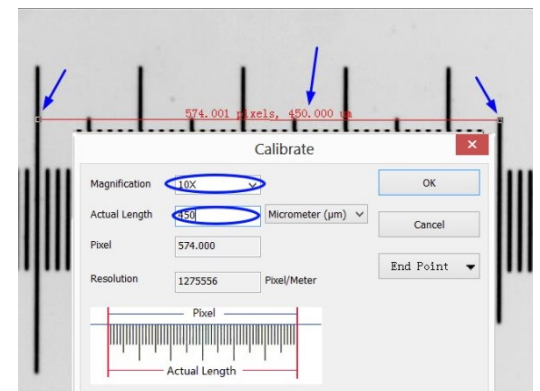 574.001 pixels, 450.000 um
Calibrate
Magnification 10X OK
Actual Length 450 Micrometer (µm) Cancel
Pixel 574.000
End Point
Resolution 1275556 Pixel/Meter
Pixel
Actual Length